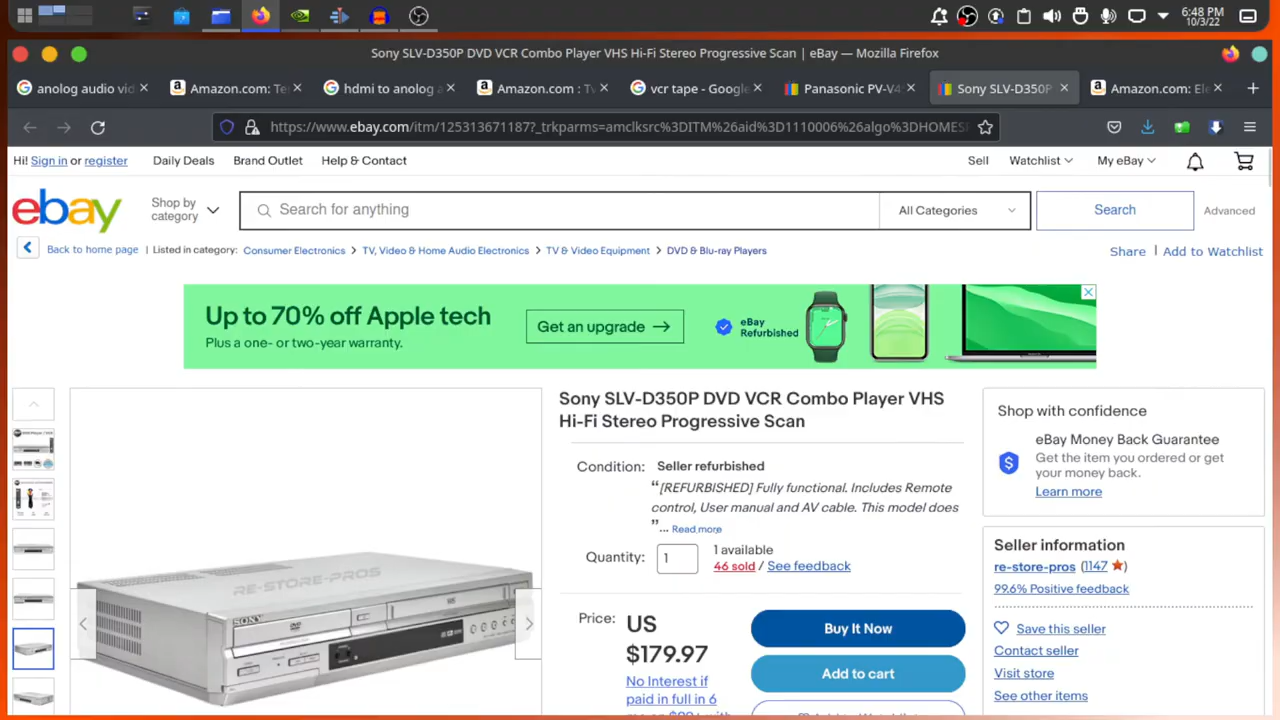 6:48 PM
10/3/22
Sony SLV-D350P DVD VCR Combo Player VHS Hi-Fi Stereo Progressive Scan | eBay — Mozilla Firefox
anolog audio vid
Amazon.com: Te
hdmi to anolog a
Amazon.com : Tv
vcr tape - Google
Panasonic PV-V4
Sony SLV-D350P
Amazon.com: Ele
https://www.ebay.com/itm/125313671187?_trkparms=amclksrc%3DITM%26aid%3D1110006%26algo%3DHOMES
Hi! Sign in or register
Daily Deals
Brand Outlet
Help & Contact
Sell
Watchlist
My eBay
ebay
Shop by
category
Search for anything
All Categories
Search
Advanced
Back to home page | Listed in category: Consumer Electronics > TV, Video & Home Audio Electronics > TV & Video Equipment > DVD & Blu-ray Players
Share | Add to Watchlist
Up to 70% off Apple tech
Plus a one- or two-year warranty.
Get an upgrade →
eBay
Refurbished
Sony SLV-D350P DVD VCR Combo Player VHS
Hi-Fi Stereo Progressive Scan
Condition: Seller refurbished
“[REFURBISHED] Fully functional. Includes Remote
control, User manual and AV cable. This model does
”... Read more
Quantity: 1
1 available
46 sold / See feedback
Price: US
$179.97
No Interest if
paid in full in 6
Buy It Now
Add to cart
Shop with confidence
eBay Money Back Guarantee
Get the item you ordered or get
your money back.
Learn more
Seller information
re-store-pros (1147 ★)
99.6% Positive feedback
Save this seller
Contact seller
Visit store
See other items
RE-STORE-PROS
SONY